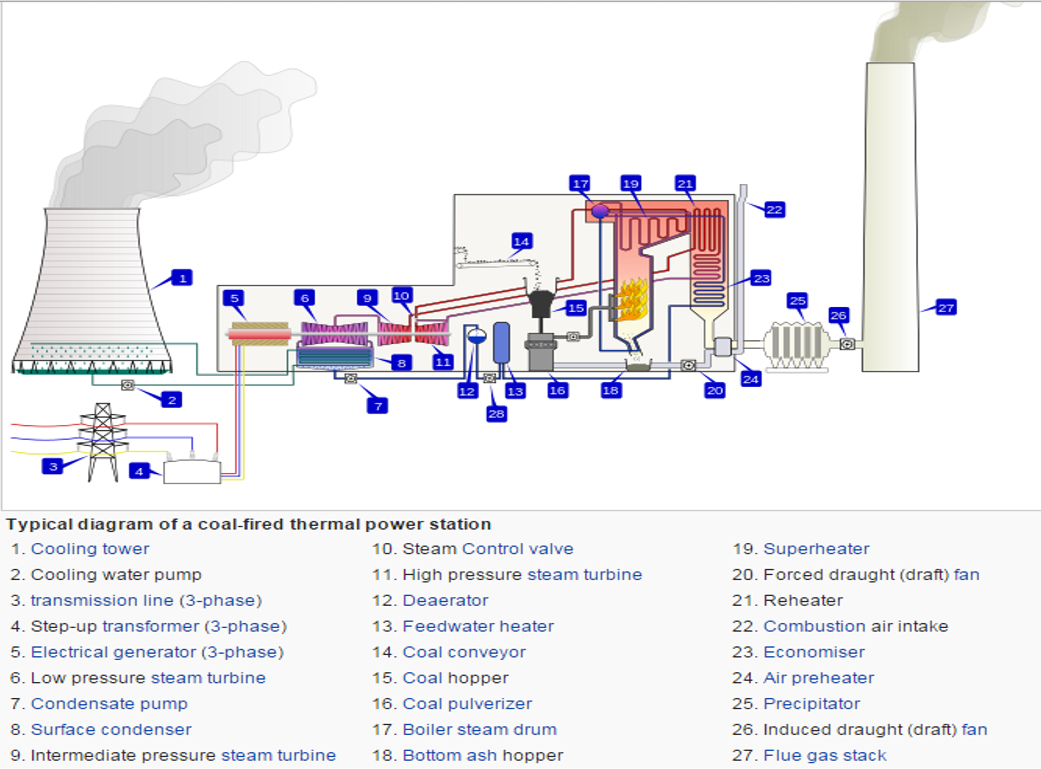 17
19
21
22
14
1
5
6
9
10
15
23
25
26
27
11
8
12
13
16
18
20
24
2
7
28
3
4
Typical diagram of a coal-fired thermal power station
1. Cooling tower
2. Cooling water pump
3. transmission line (3-phase)
4. Step-up transformer (3-phase)
5. Electrical generator (3-phase)
6. Low pressure steam turbine
7. Condensate pump
8. Surface condenser
9. Intermediate pressure steam turbine
10. Steam Control valve
11. High pressure steam turbine
12. Deaerator
13. Feedwater heater
14. Coal conveyor
15. Coal hopper
16. Coal pulverizer
17. Boiler steam drum
18. Bottom ash hopper
19. Superheater
20. Forced draught (draft) fan
21. Reheater
22. Combustion air intake
23. Economiser
24. Air preheater
25. Precipitator
26. Induced draught (draft) fan
27. Flue gas stack